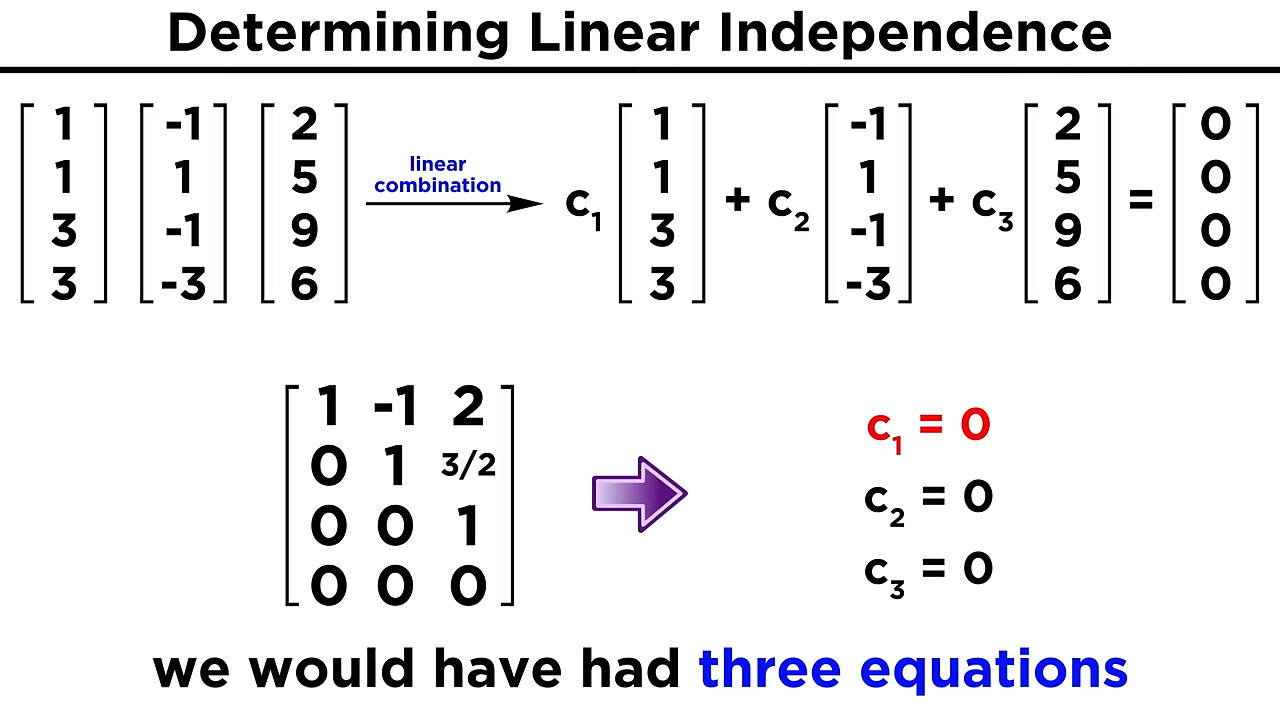 Determining Linear Independence
1 -1 2 linear c₁ 1 + c₂ -1 + c₃ 2 = 0
1 1 5 combination 1 1 5 0
3 -1 9 3 -1 9 0
3 -3 6 3 -3 6 0
1 -1 2
0 1 3/2
0 0 1
0 0 0
c₁ = 0
c₂ = 0
c₃ = 0
we would have had three equations